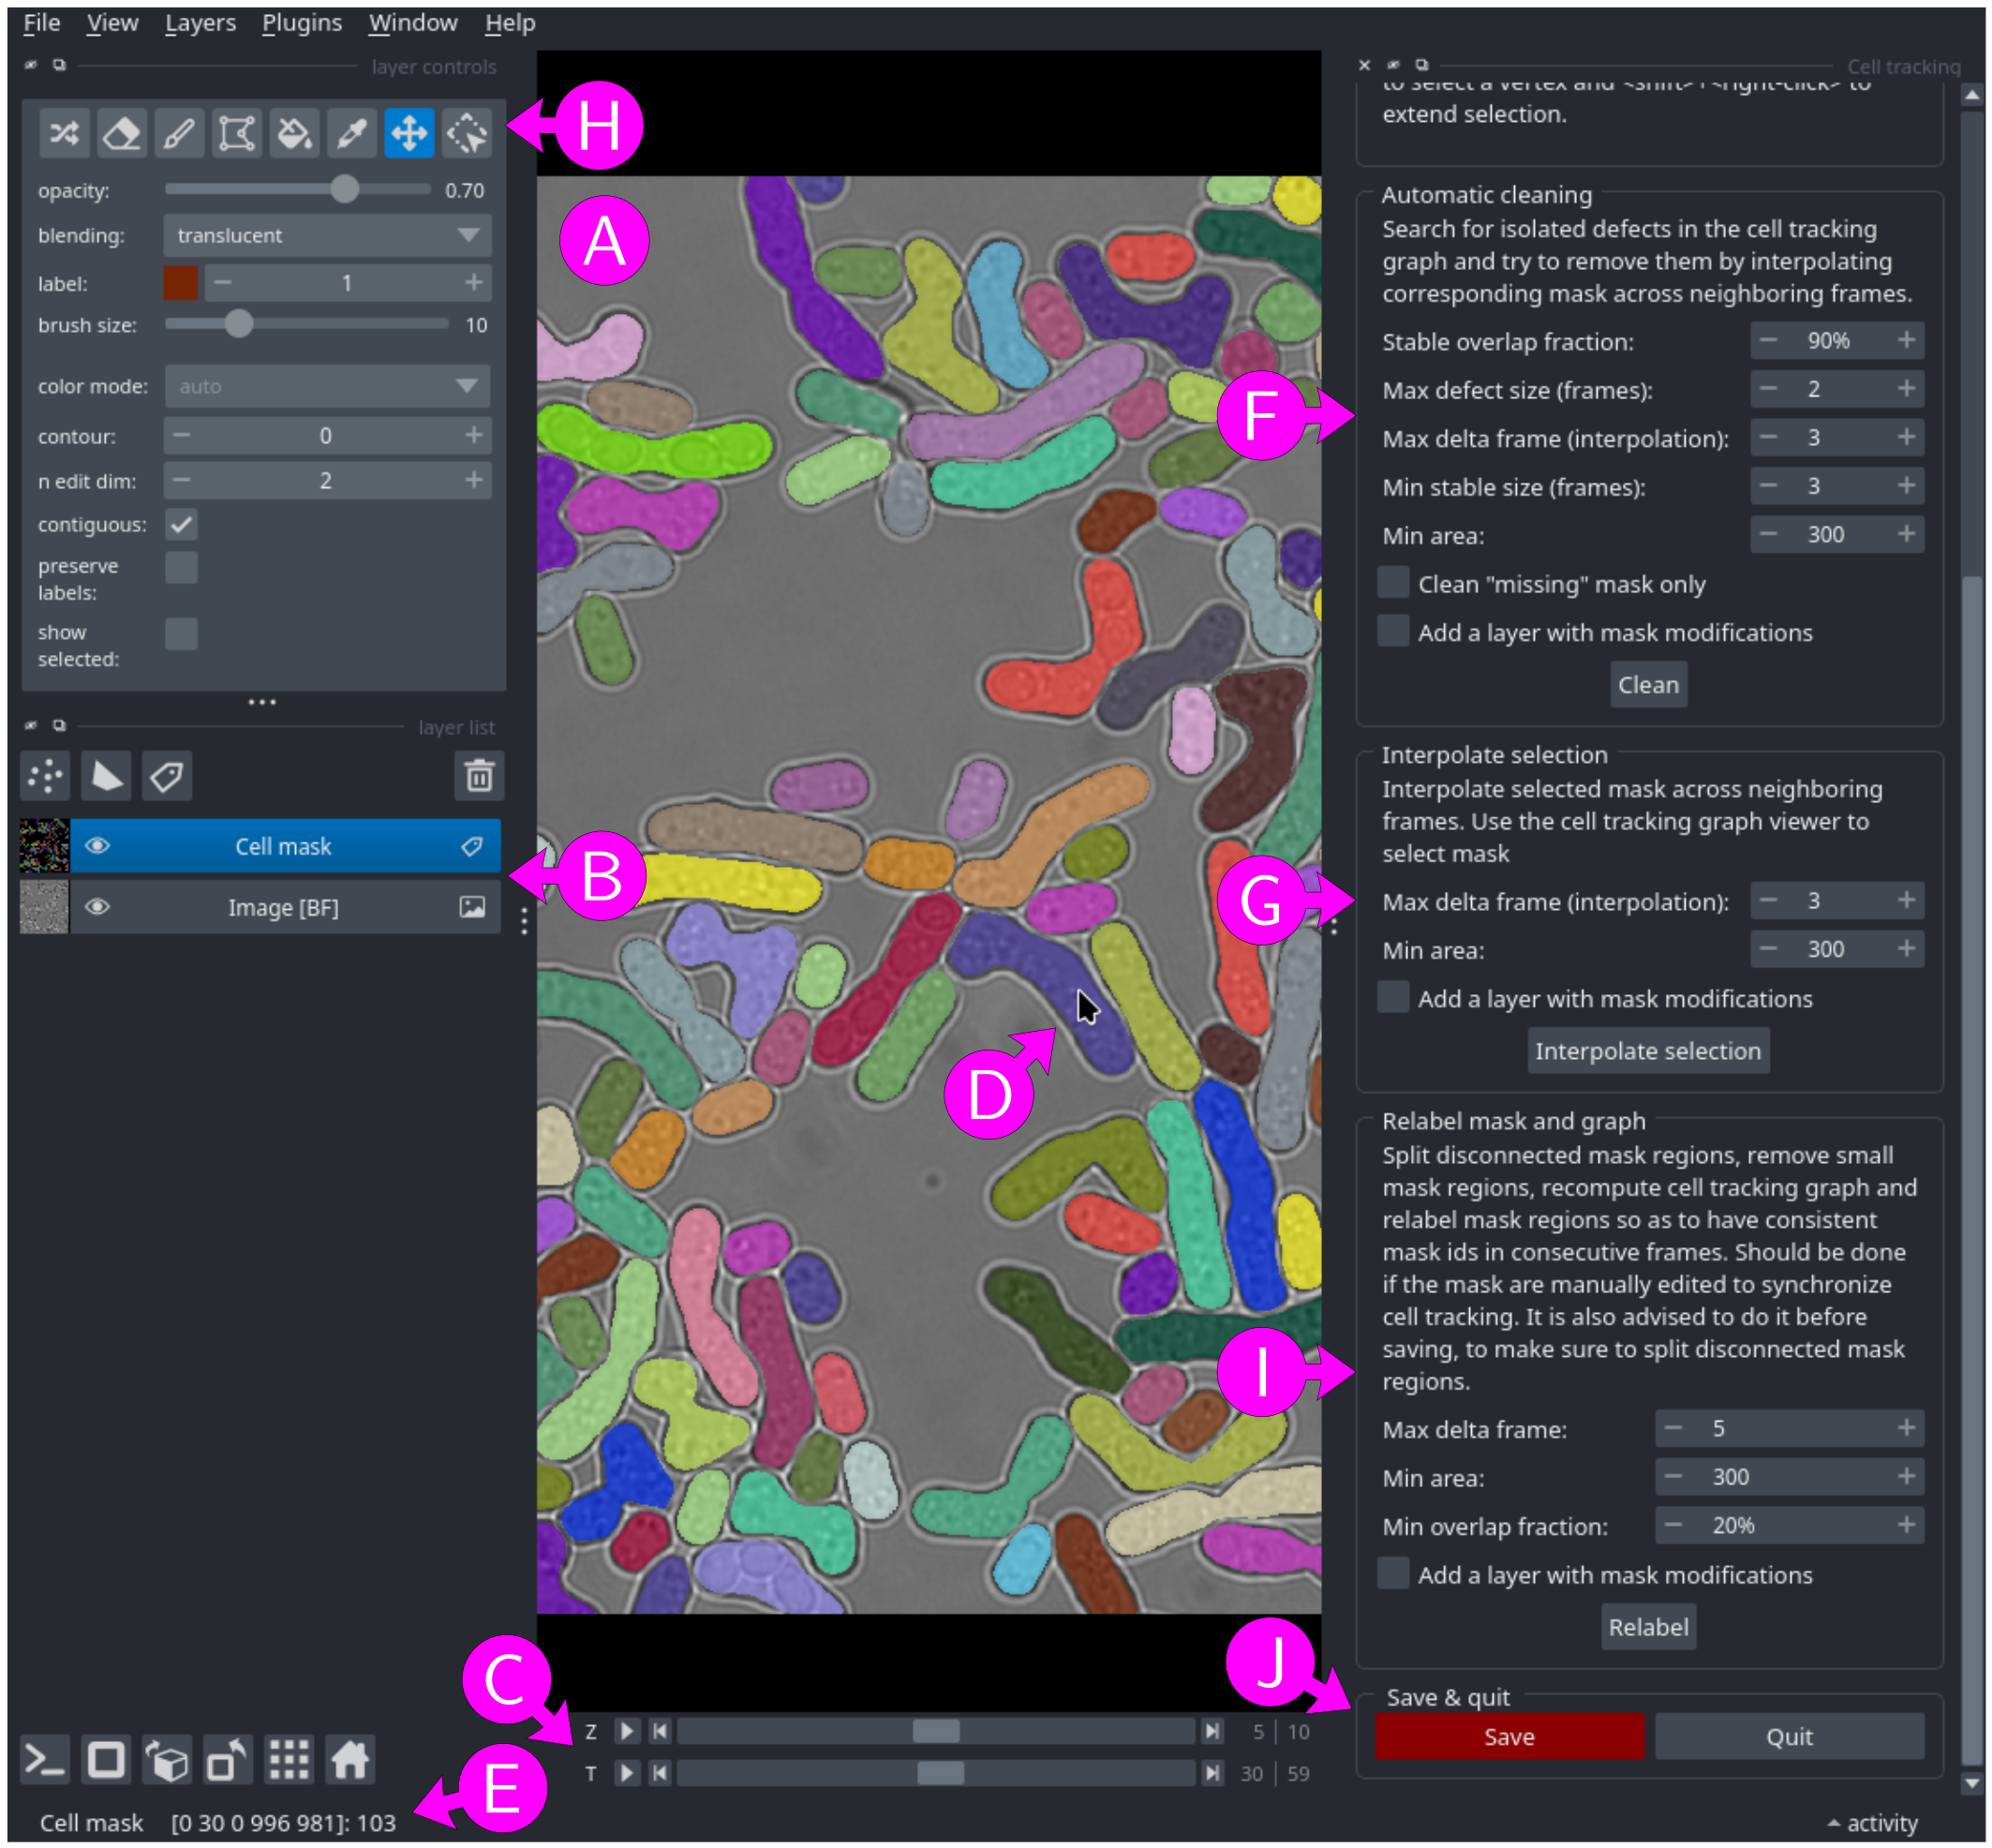 File View Layers Plugins Window Help
layer controls
opacity: 0.70
blending: translucent
label: 1
brush size: 10
color mode: auto
contour: 0
n edit dim: 2
contiguous:
preserve
labels:
show
selected:
layer list
Cell mask
Image [BF]
Cell mask [0 30 0 996 981]: 103
H
A
B
D
F
G
I
C
E
J
Z 5 | 10
T 30 | 59
Cell tracking
to select a vertex and <shift>+<right-click> to
extend selection.
Automatic cleaning
Search for isolated defects in the cell tracking
graph and try to remove them by interpolating
corresponding mask across neighboring frames.
Stable overlap fraction: 90%
Max defect size (frames): 2
Max delta frame (interpolation): 3
Min stable size (frames): 3
Min area: 300
Clean "missing" mask only
Add a layer with mask modifications
Clean
Interpolate selection
Interpolate selected mask across neighboring
frames. Use the cell tracking graph viewer to
select mask
Max delta frame (interpolation): 3
Min area: 300
Add a layer with mask modifications
Interpolate selection
Relabel mask and graph
Split disconnected mask regions, remove small
mask regions, recompute cell tracking graph and
relabel mask regions so as to have consistent
mask ids in consecutive frames. Should be done
if the mask are manually edited to synchronize
cell tracking. It is also advised to do it before
saving, to make sure to split disconnected mask
regions.
Max delta frame: 5
Min area: 300
Min overlap fraction: 20%
Add a layer with mask modifications
Relabel
Save & quit
Save Quit
activity